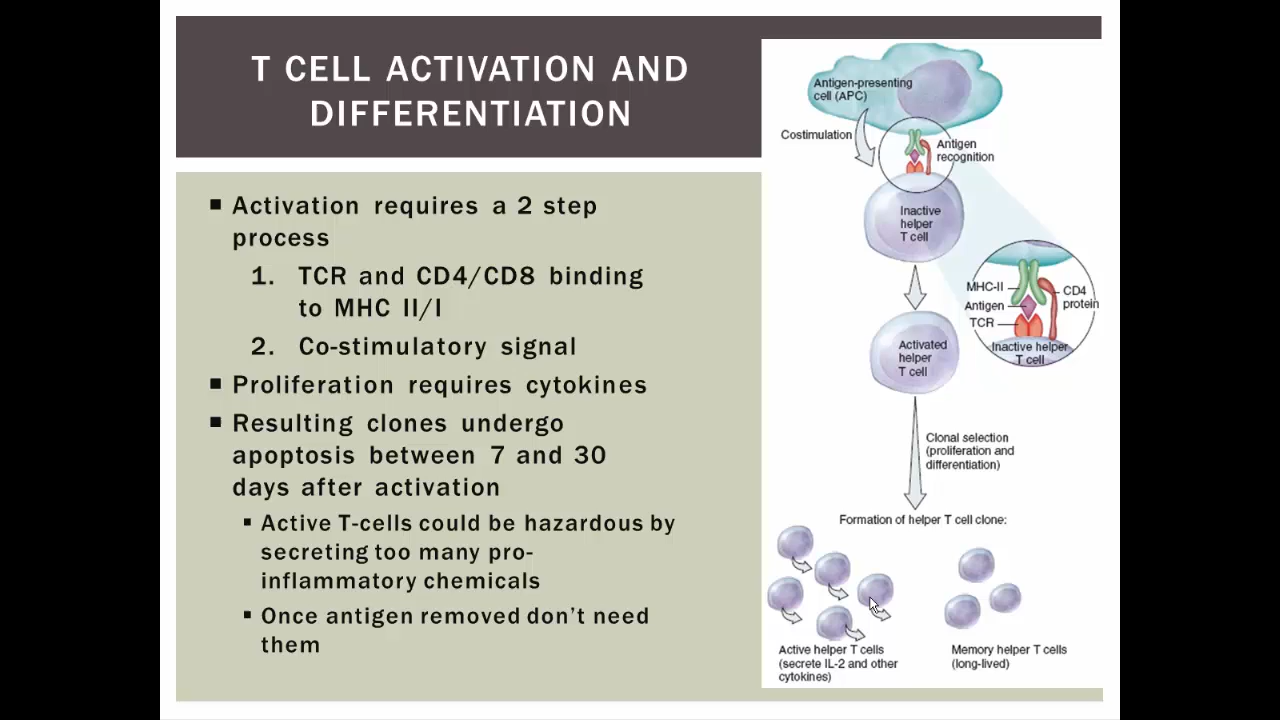 T CELL ACTIVATION AND
DIFFERENTIATION
▪ Activation requires a 2 step
process
1. TCR and CD4/CD8 binding
to MHC II/I
2. Co-stimulatory signal
▪ Proliferation requires cytokines
▪ Resulting clones undergo
apoptosis between 7 and 30
days after activation
▪ Active T-cells could be hazardous by
secreting too many pro-
inflammatory chemicals
▪ Once antigen removed don't need
them
Antigen-presenting
cell (APC)
Costimulation
Antigen
recognition
Inactive
helper
T cell
MHC-II
CD4
protein
Antigen
TCR
Inactive helper
T cell
Activated
helper
T cell
Clonal selection
(proliferation and
differentiation)
Formation of helper T cell clone:
Active helper T cells
(secrete IL-2 and other
cytokines)
Memory helper T cells
(long-lived)